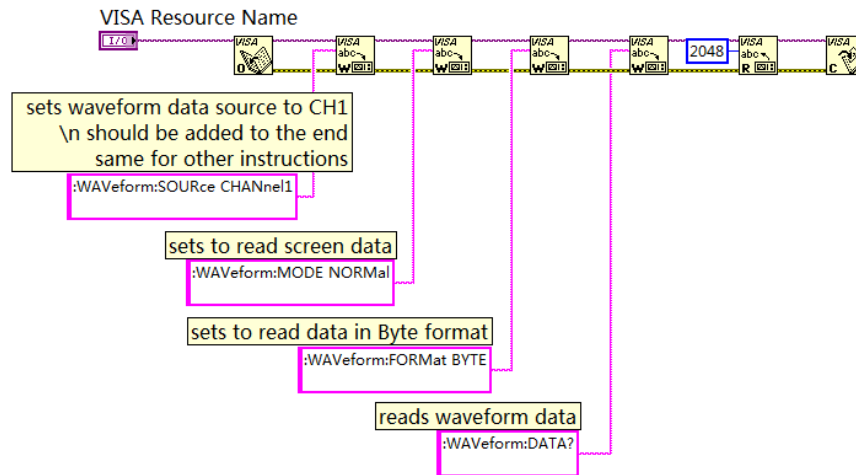 VISA Resource Name
I/O
VISA
O
VISA
abc
W
VISA
abc
W
VISA
abc
W
VISA
abc
W
2048
VISA
abc
R
VISA
C
sets waveform data source to CH1
\n should be added to the end
same for other instructions
:WAVeform:SOURce CHANnel1
sets to read screen data
:WAVeform:MODE NORMal
sets to read data in Byte format
:WAVeform:FORMat BYTE
reads waveform data
:WAVeform:DATA?